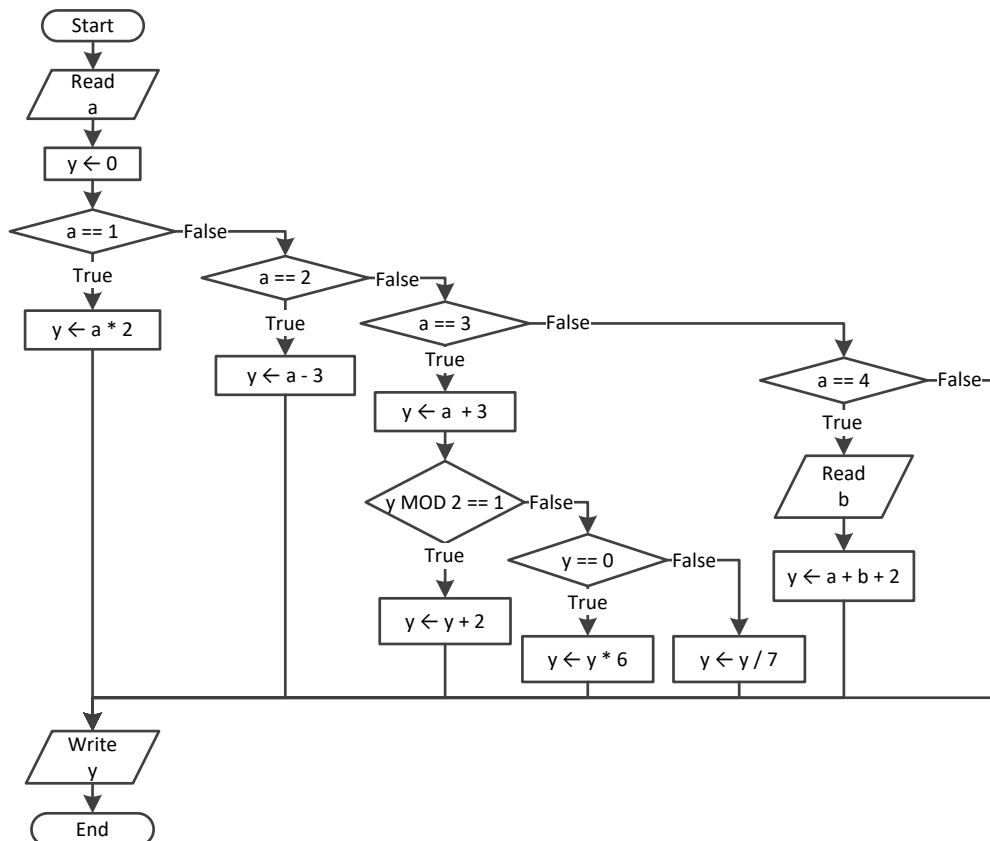 Start
Read
a
y ← 0
a == 1
False
True
y ← a * 2
a == 2
False
True
y ← a - 3
a == 3
False
True
y ← a + 3
y MOD 2 == 1
False
True
y ← y + 2
y == 0
False
True
y ← y * 6
y ← y / 7
a == 4
False
True
Read
b
y ← a + b + 2
Write
y
End